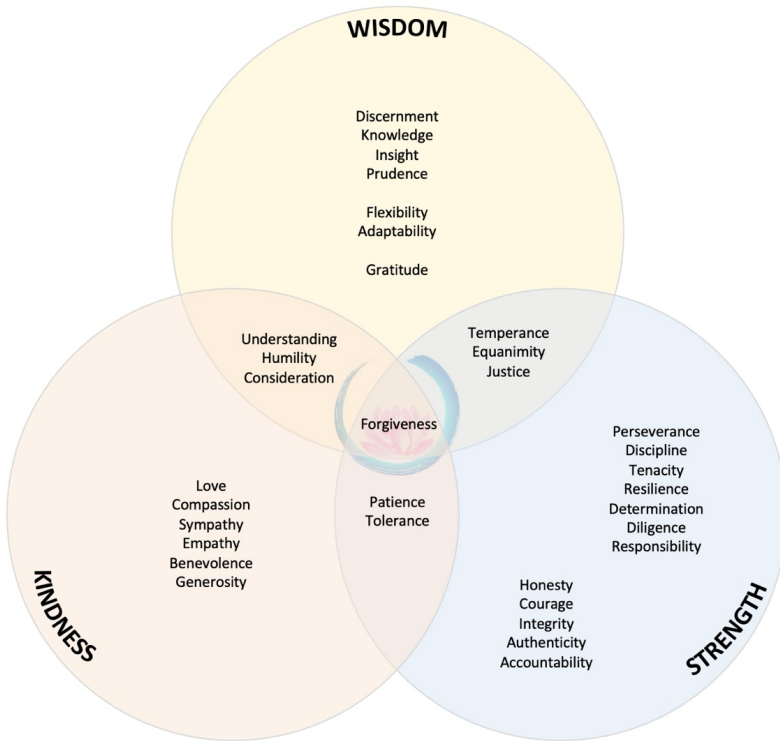 WISDOM
Discernment
Knowledge
Insight
Prudence
Flexibility
Adaptability
Gratitude
Understanding
Humility
Consideration
Temperance
Equanimity
Justice
Forgiveness
Patience
Tolerance
Love
Compassion
Sympathy
Empathy
Benevolence
Generosity
KINDNESS
Perseverance
Discipline
Tenacity
Resilience
Determination
Diligence
Responsibility
Honesty
Courage
Integrity
Authenticity
Accountability
STRENGTH